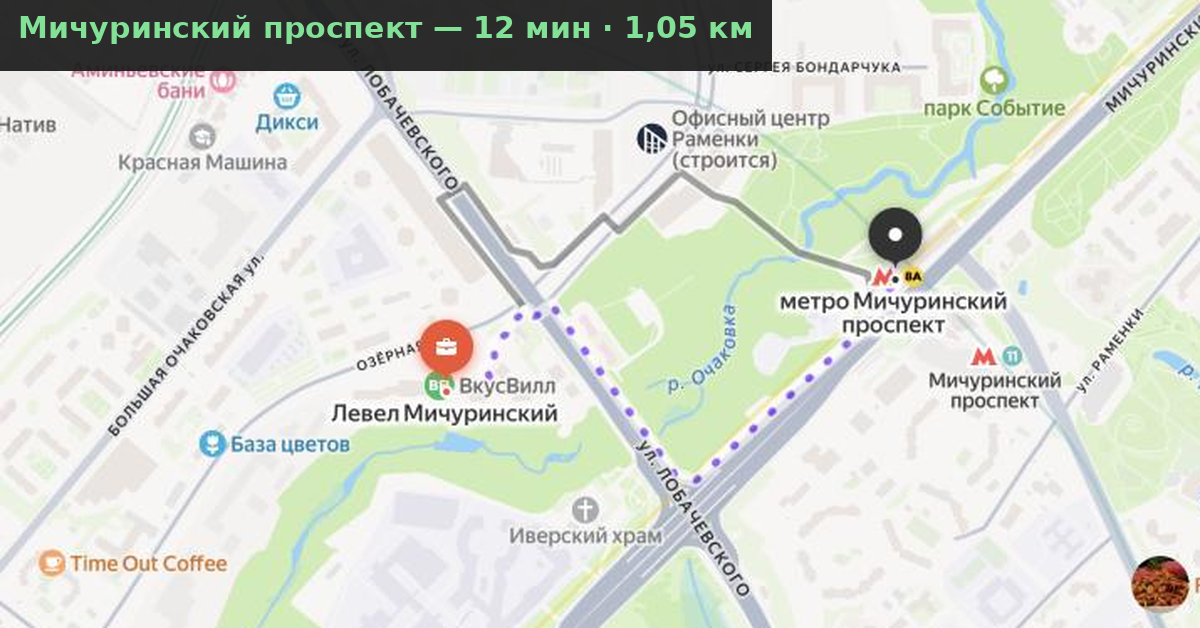 Мичуринский проспект — 12 мин · 1,05 км
Аминьевские
бани
ул. ЛОБАЧЕВСКОГО
ул. СЕРГЕЯ БОНДАРЧУКА
МИЧУРИНСКИ
парк Событие
Натив
Дикси
Красная Машина
Офисный центр
Раменки
(строится)
БОЛЬШАЯ ОЧАКОВСКАЯ ул.
8А
метро Мичуринский
проспект
р. Очаковка
ул. РАМЕНКИ
11
Мичуринский
проспект
ОЗЁРНАЯ
ВВ
ВкусВилл
Левел Мичуринский
База цветов
ул. ЛОБАЧЕВСКОГО
Иверский храм
Time Out Coffee